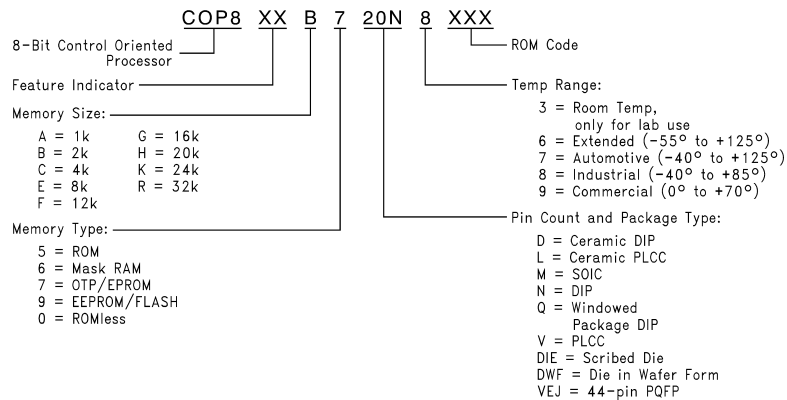 COP8 XX B 7 20N 8 XXX
8-Bit Control Oriented
Processor
Feature Indicator
Memory Size:
A = 1k G = 16k
B = 2k H = 20k
C = 4k K = 24k
E = 8k R = 32k
F = 12k
Memory Type:
5 = ROM
6 = Mask RAM
7 = OTP/EPROM
9 = EEPROM/FLASH
0 = ROMless
ROM Code
Temp Range:
3 = Room Temp,
only for lab use
6 = Extended (-55° to +125°)
7 = Automotive (-40° to +125°)
8 = Industrial (-40° to +85°)
9 = Commercial (0° to +70°)
Pin Count and Package Type:
D = Ceramic DIP
L = Ceramic PLCC
M = SOIC
N = DIP
Q = Windowed
Package DIP
V = PLCC
DIE = Scribed Die
DWF = Die in Wafer Form
VEJ = 44-pin PQFP